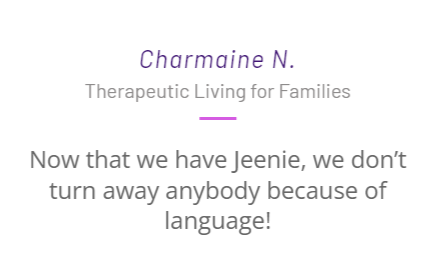 Charmaine N.
Therapeutic Living for Families
Now that we have Jeenie, we don’t
turn away anybody because of
language!